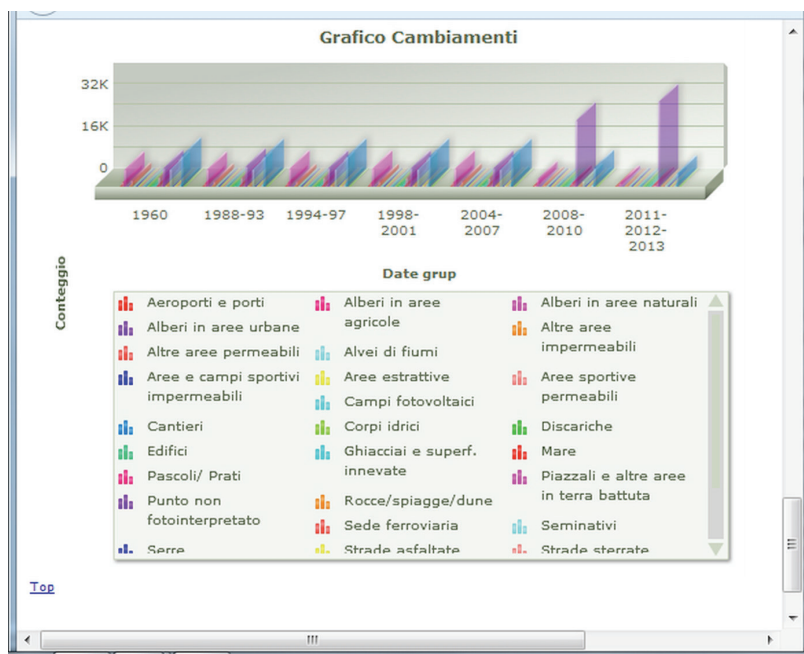 Grafico Cambiamenti
32K
16K
0
1960
1988-93
1994-97
1998-
2001
2004-
2007
2008-
2010
2011-
2012-
2013
Conteggio
Date grup
Aeroporti e porti
Alberi in aree
agricole
Alberi in aree naturali
Alberi in aree urbane
Altre aree
impermeabili
Altre aree permeabili
Alvei di fiumi
Aree e campi sportivi
impermeabili
Aree estrattive
Aree sportive
permeabili
Campi fotovoltaici
Cantieri
Corpi idrici
Discariche
Edifici
Ghiacciai e superf.
innevate
Mare
Pascoli/ Prati
Piazzali e altre aree
in terra battuta
Punto non
fotointerpretato
Rocce/spiagge/dune
Sede ferroviaria
Seminativi
Serre
Strade asfaltate
Strade sterrate
Top